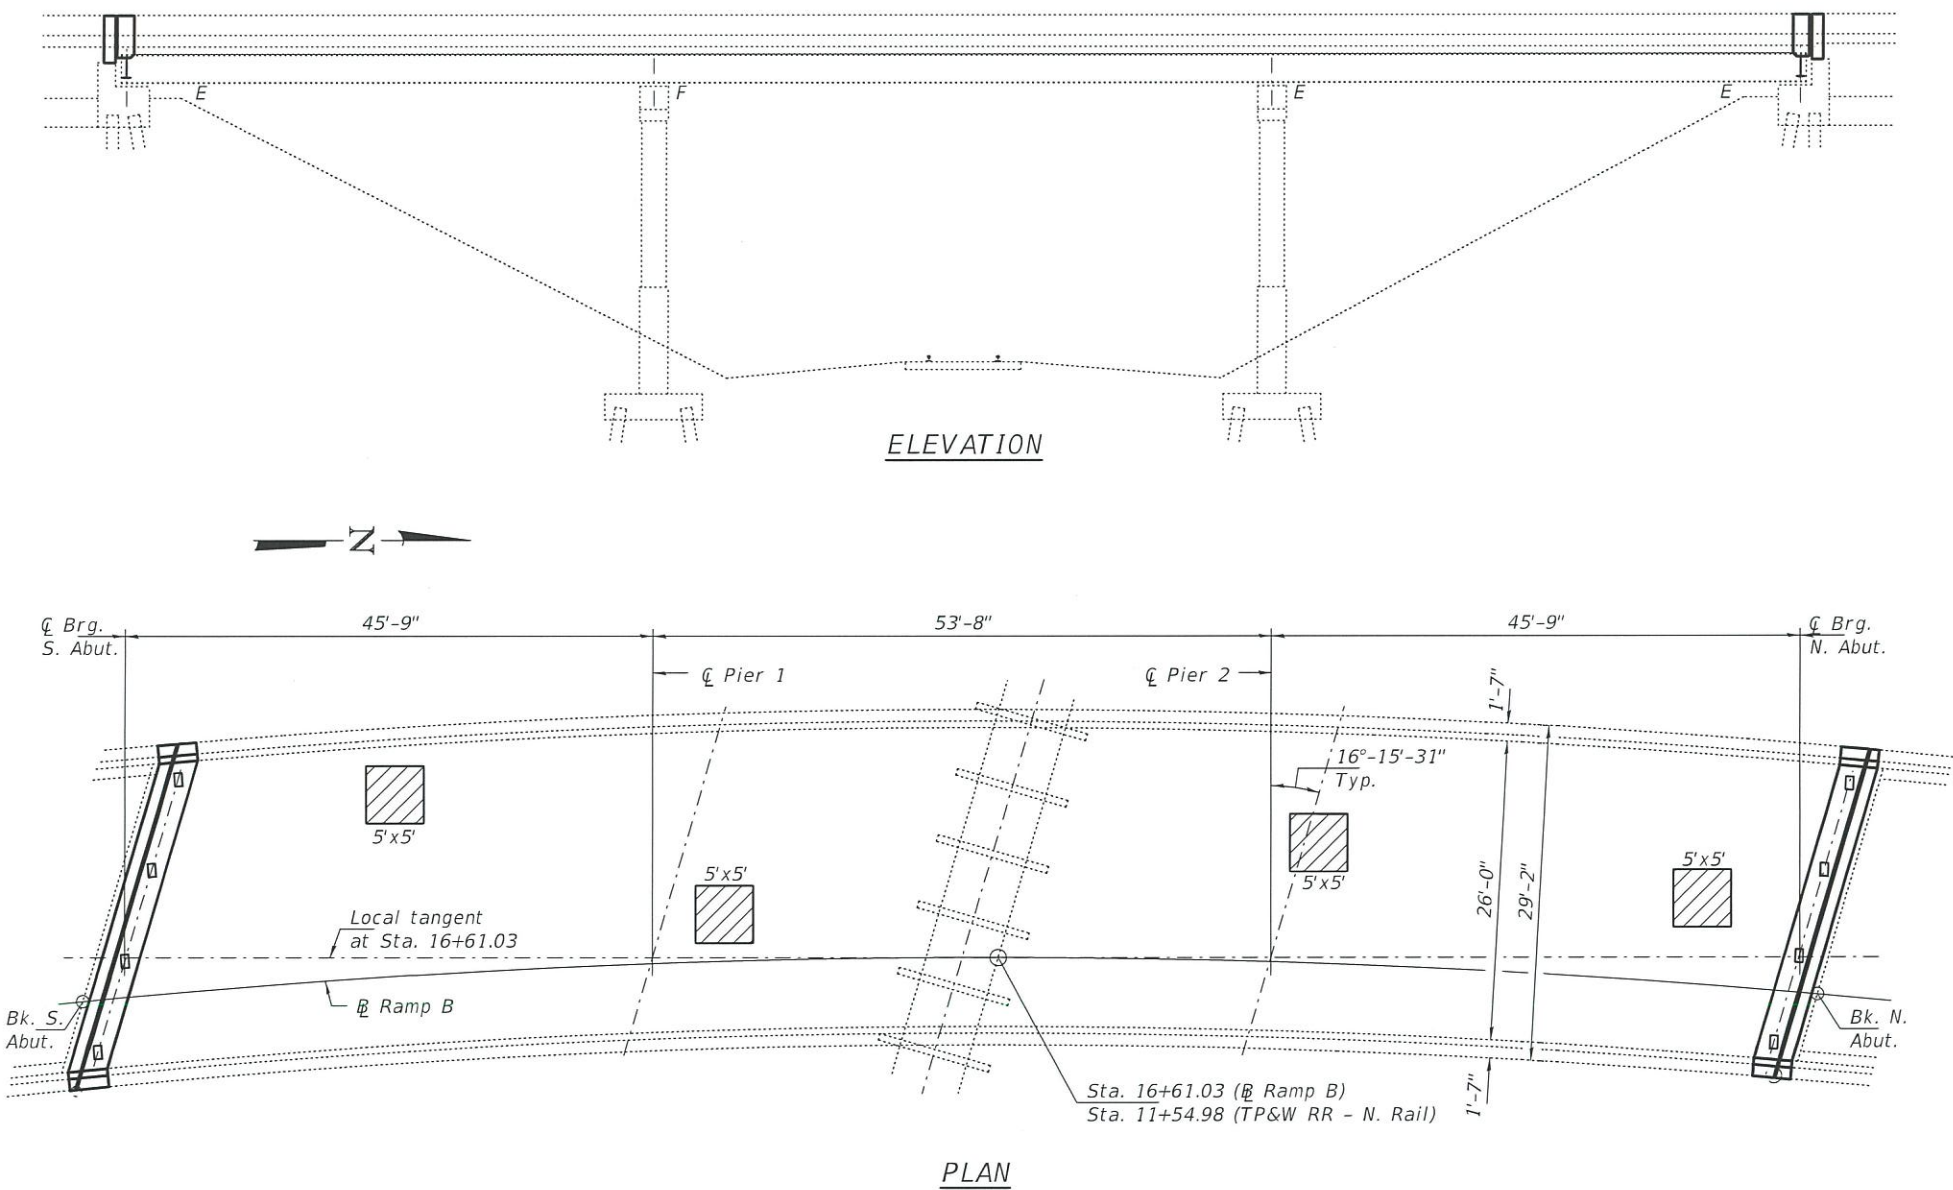 E
F
E
E
ELEVATION
N
℄ Brg.
S. Abut.
45'-9"
53'-8"
45'-9"
℄ Brg.
N. Abut.
℄ Pier 1
℄ Pier 2
1'-7"
16°-15'-31"
Typ.
5'x5'
5'x5'
5'x5'
5'x5'
26'-0"
29'-2"
Local tangent
at Sta. 16+61.03
Bk. S.
Abut.
B̵L Ramp B
Bk. N.
Abut.
Sta. 16+61.03 (B̵L Ramp B)
Sta. 11+54.98 (TP&W RR - N. Rail)
1'-7"
PLAN